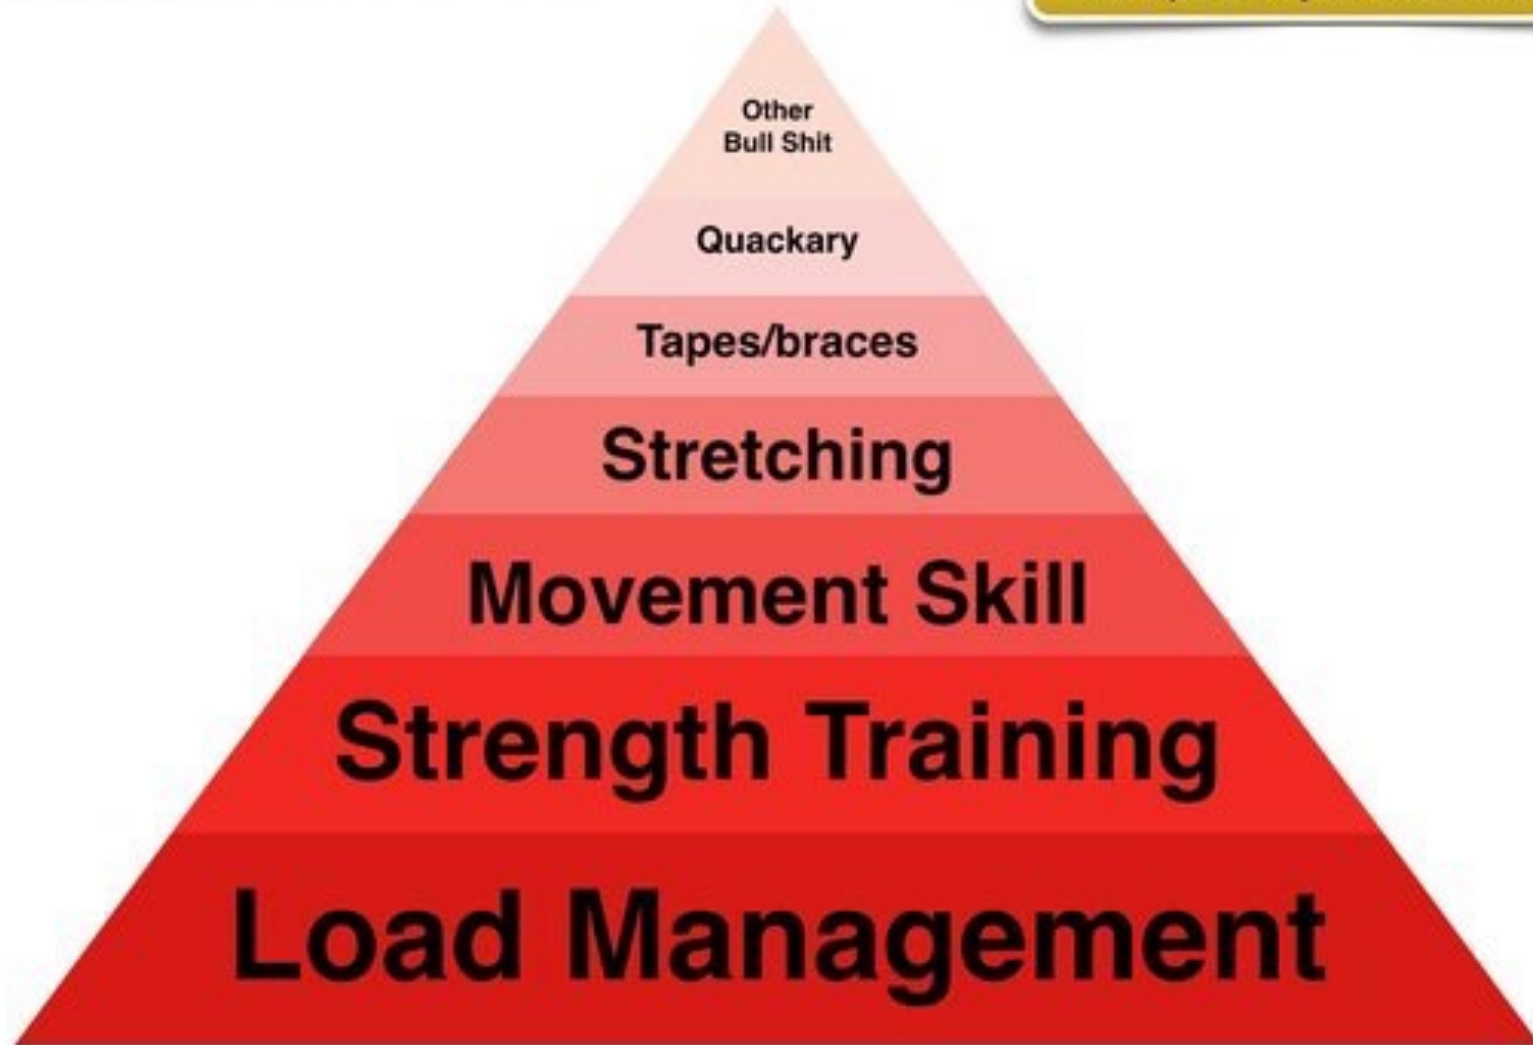 Other
Bull Shit
Quackary
Tapes/braces
Stretching
Movement Skill
Strength Training
Load Management